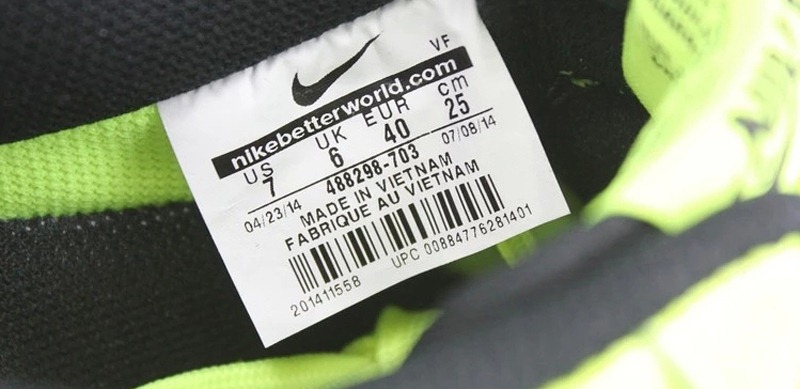 VF
nikebetterworld.com
US UK EUR cm
7 6 40 25
04/23/14 488298-703 07/08/14
MADE IN VIETNAM
FABRIQUE AU VIETNAM
201411558 UPC 00884776281401